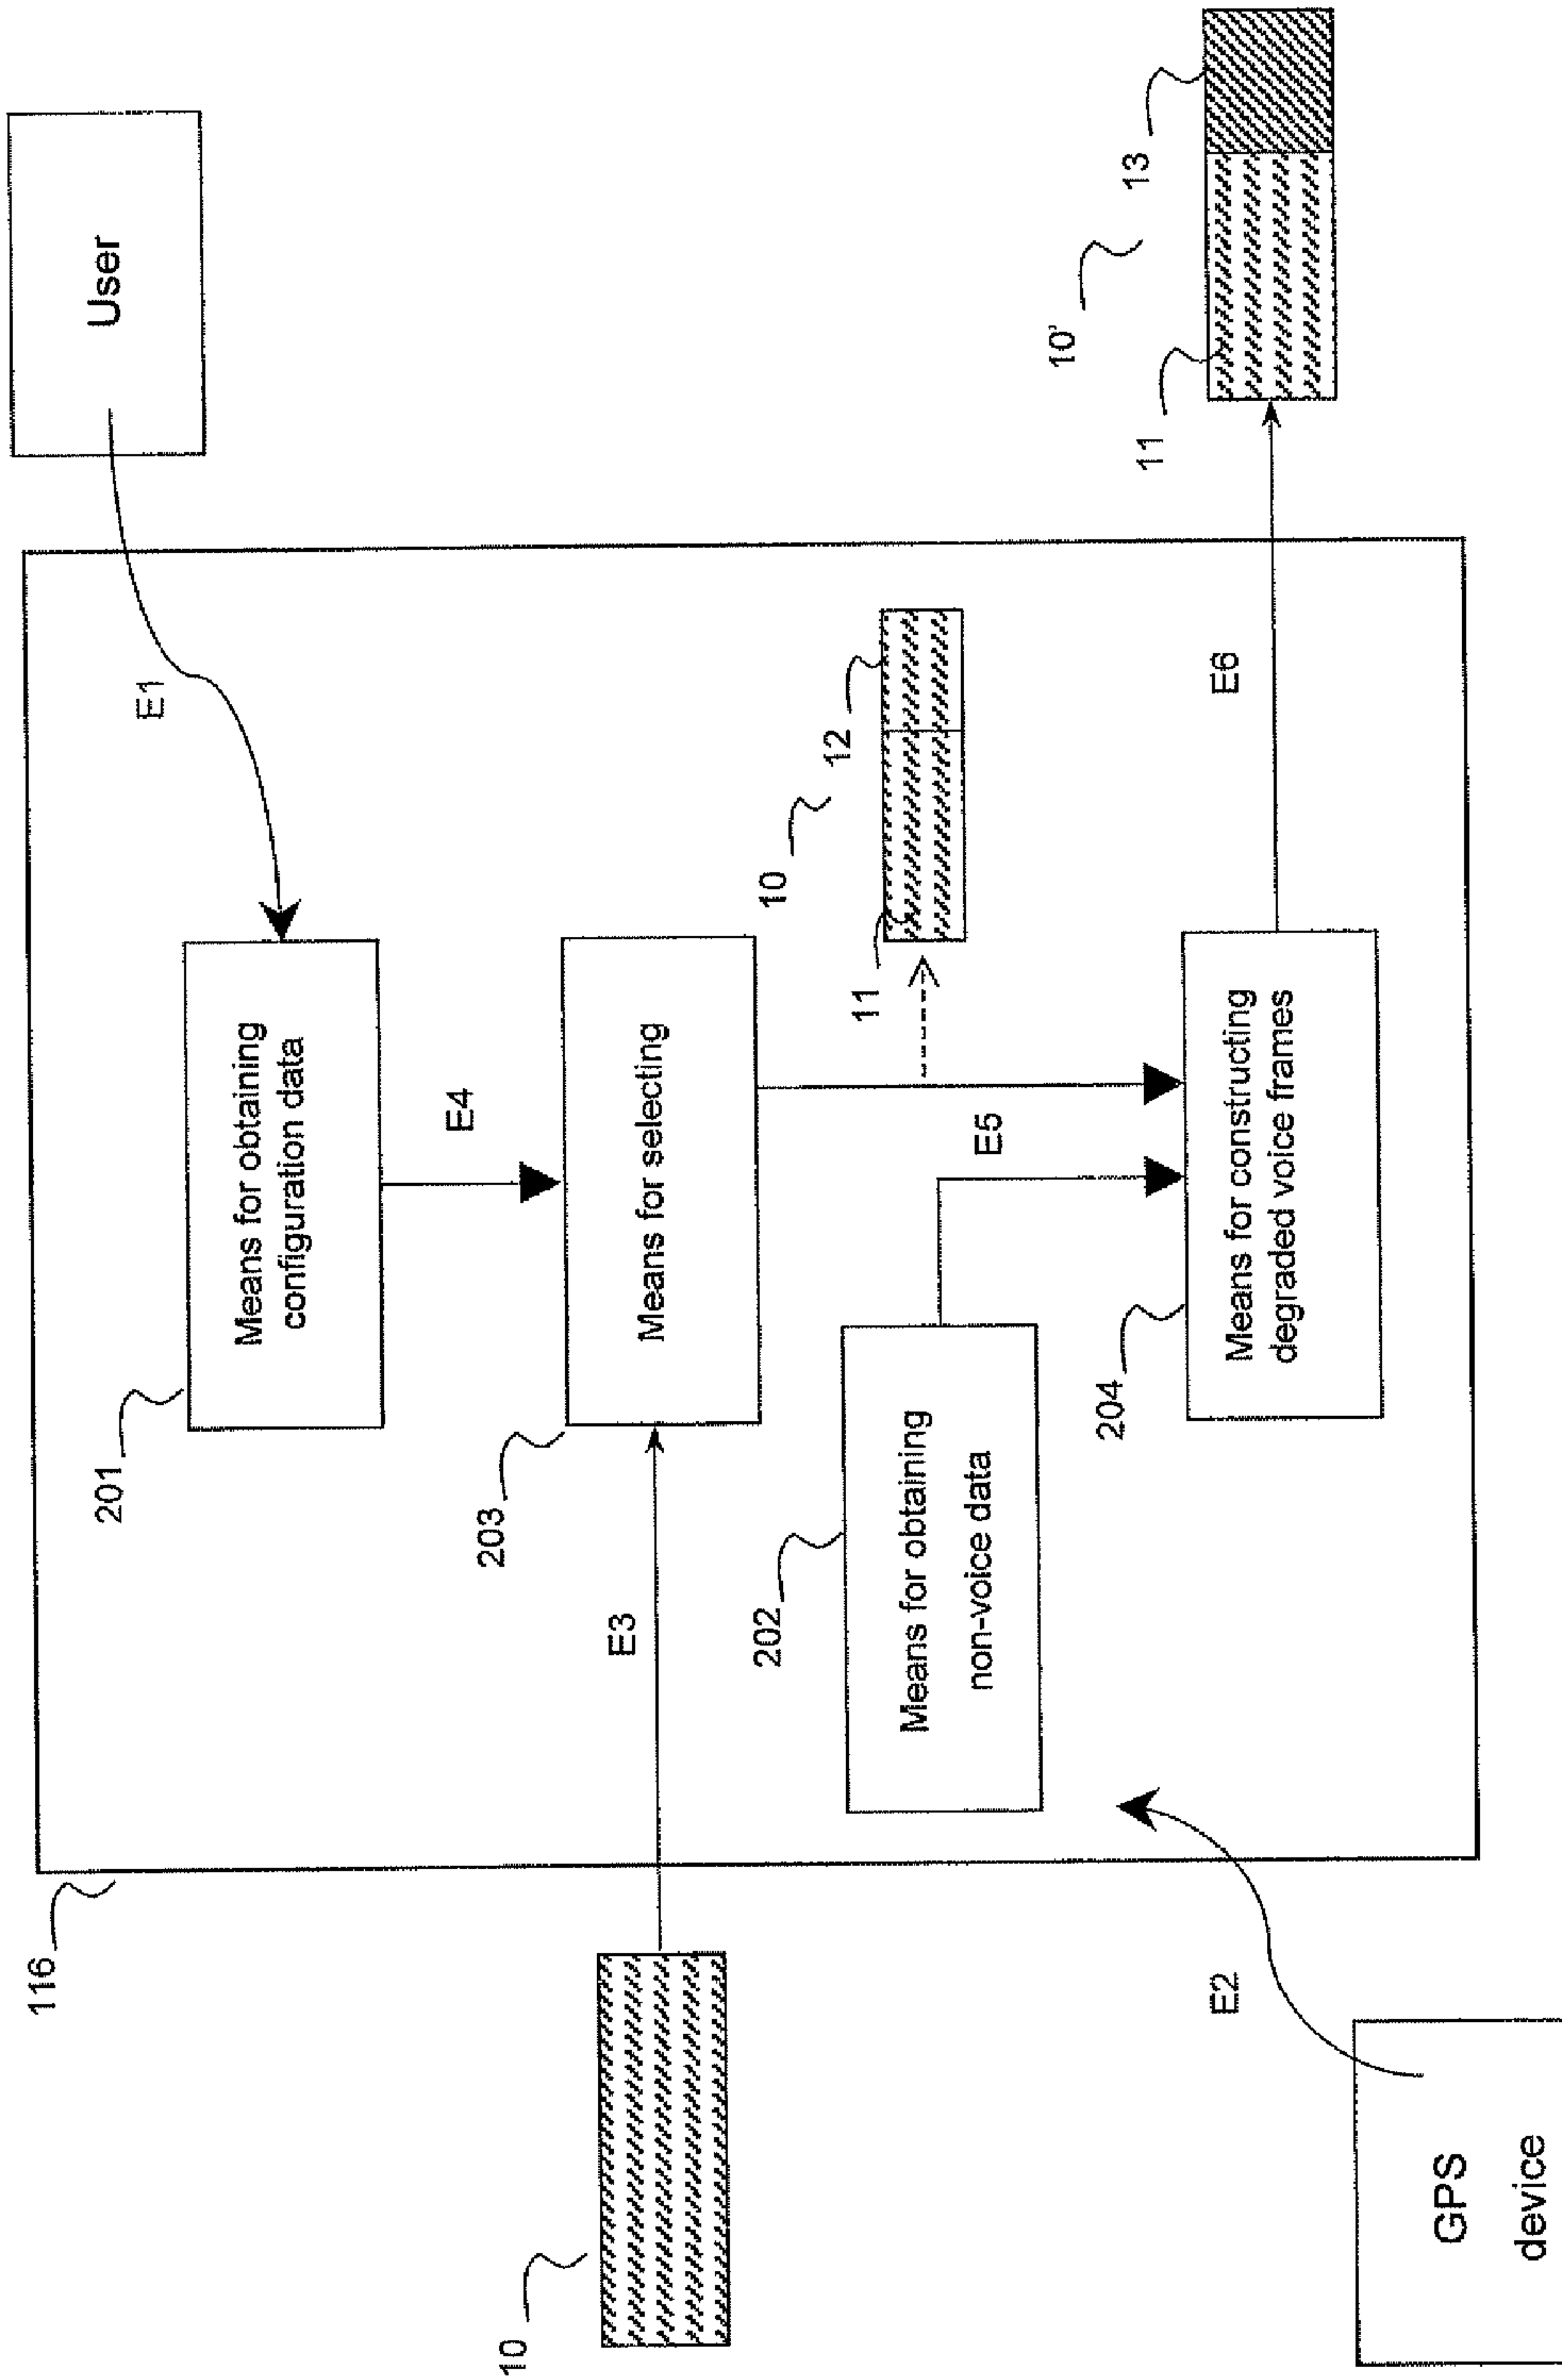 User
E1
116
201
Means for obtaining
configuration data
E4
10
E3
203
Means for selecting
10
11
12
202
Means for obtaining
non-voice data
E5
204
Means for constructing
degraded voice frames
E6
10'
11
13
E2
GPS
device